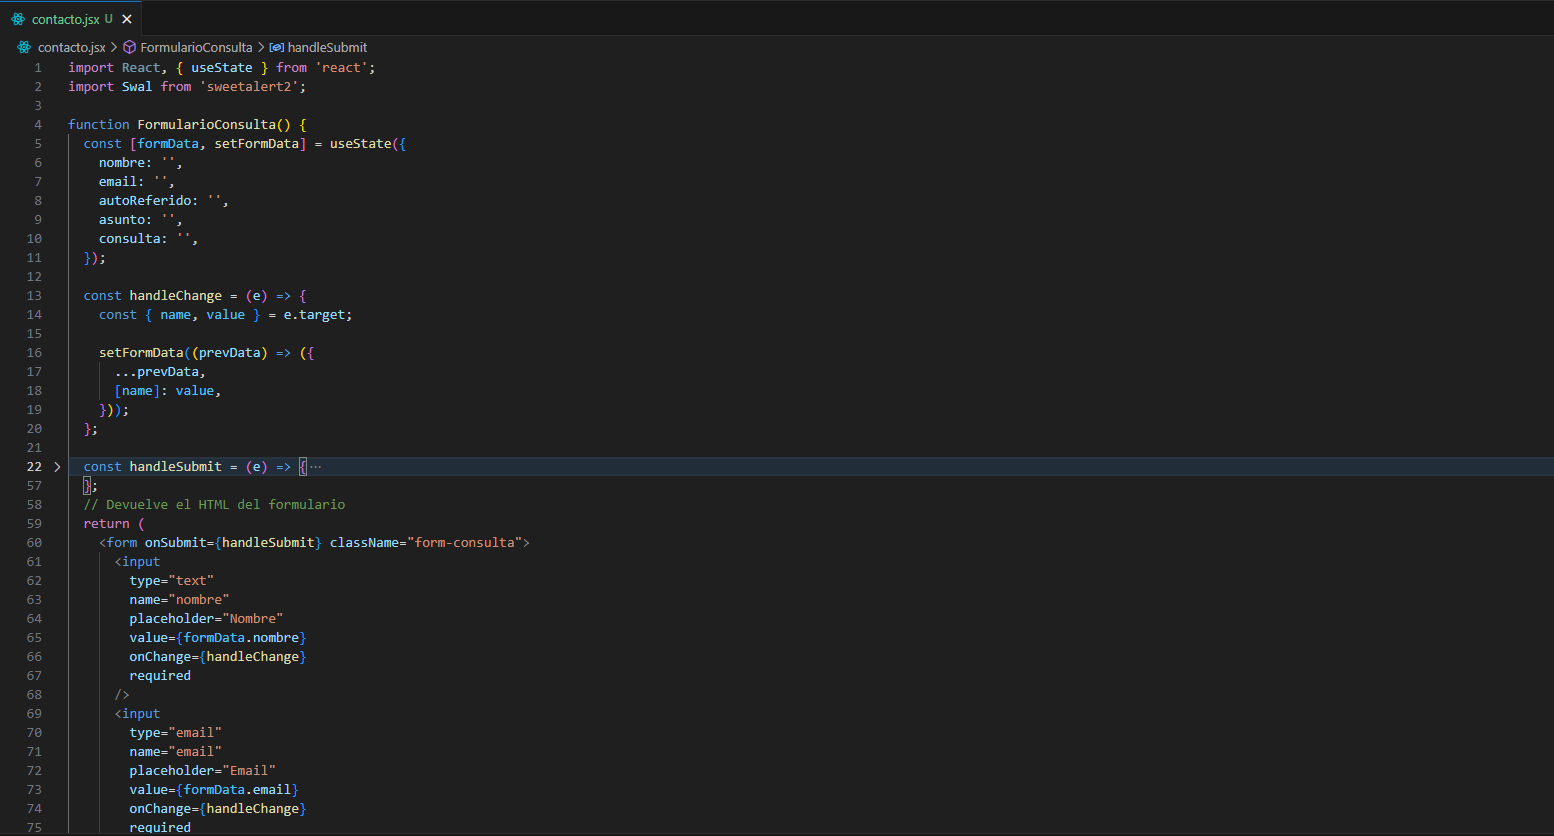 contacto.jsx U ×
contacto.jsx > FormularioConsulta > handleSubmit
1 import React, { useState } from 'react';
2 import Swal from 'sweetalert2';
3
4 function FormularioConsulta() {
5 const [formData, setFormData] = useState({
6 nombre: '',
7 email: '',
8 autoReferido: '',
9 asunto: '',
10 consulta: '',
11 });
12
13 const handleChange = (e) => {
14 const { name, value } = e.target;
15
16 setFormData((prevData) => ({
17 ...prevData,
18 [name]: value,
19 }));
20 };
21
22 > const handleSubmit = (e) => { ···
57 };
58 // Devuelve el HTML del formulario
59 return (
60 <form onSubmit={handleSubmit} className="form-consulta">
61 <input
62 type="text"
63 name="nombre"
64 placeholder="Nombre"
65 value={formData.nombre}
66 onChange={handleChange}
67 required
68 />
69 <input
70 type="email"
71 name="email"
72 placeholder="Email"
73 value={formData.email}
74 onChange={handleChange}
75 required